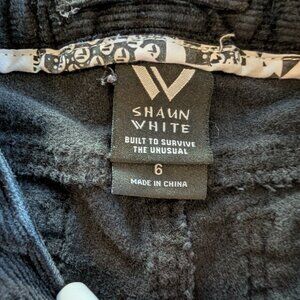 SHAUN
WHITE
BUILT TO SURVIVE
THE UNUSUAL
6
MADE IN CHINA